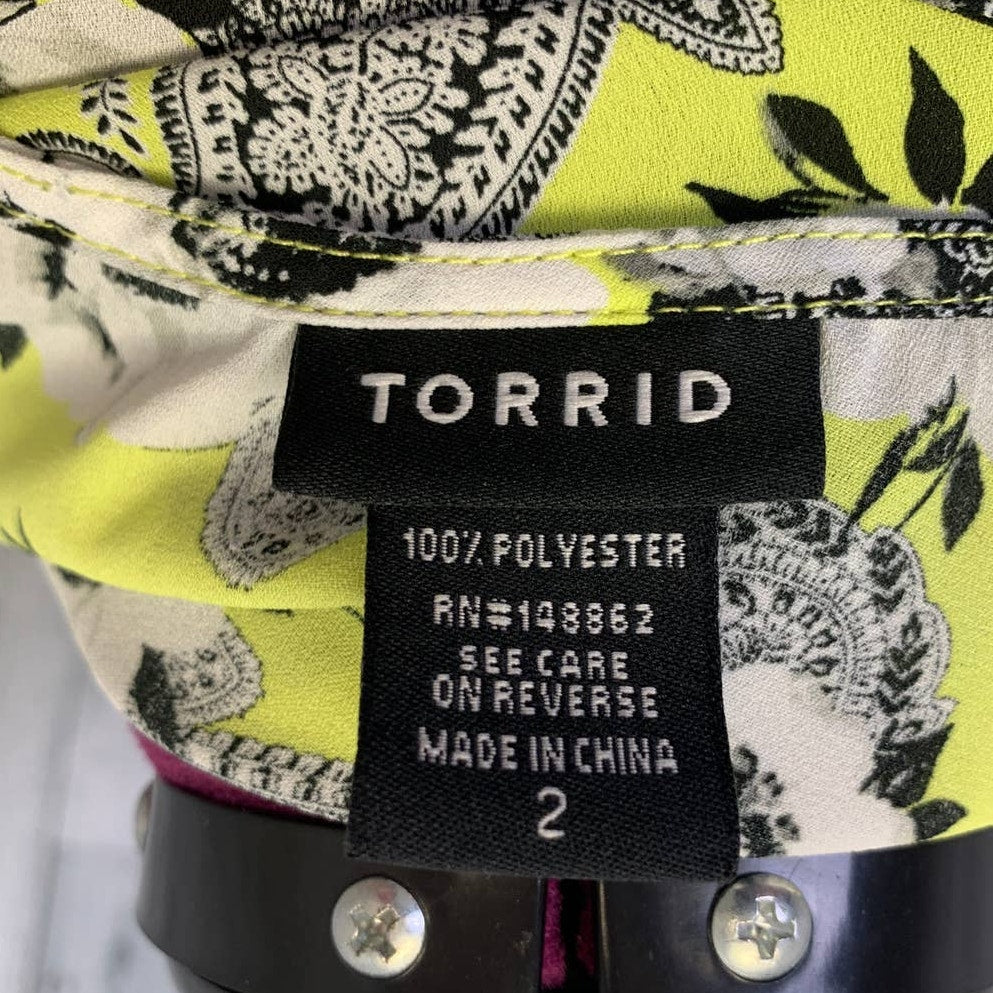 TORRID
100% POLYESTER
RN#148862
SEE CARE
ON REVERSE
MADE IN CHINA
2